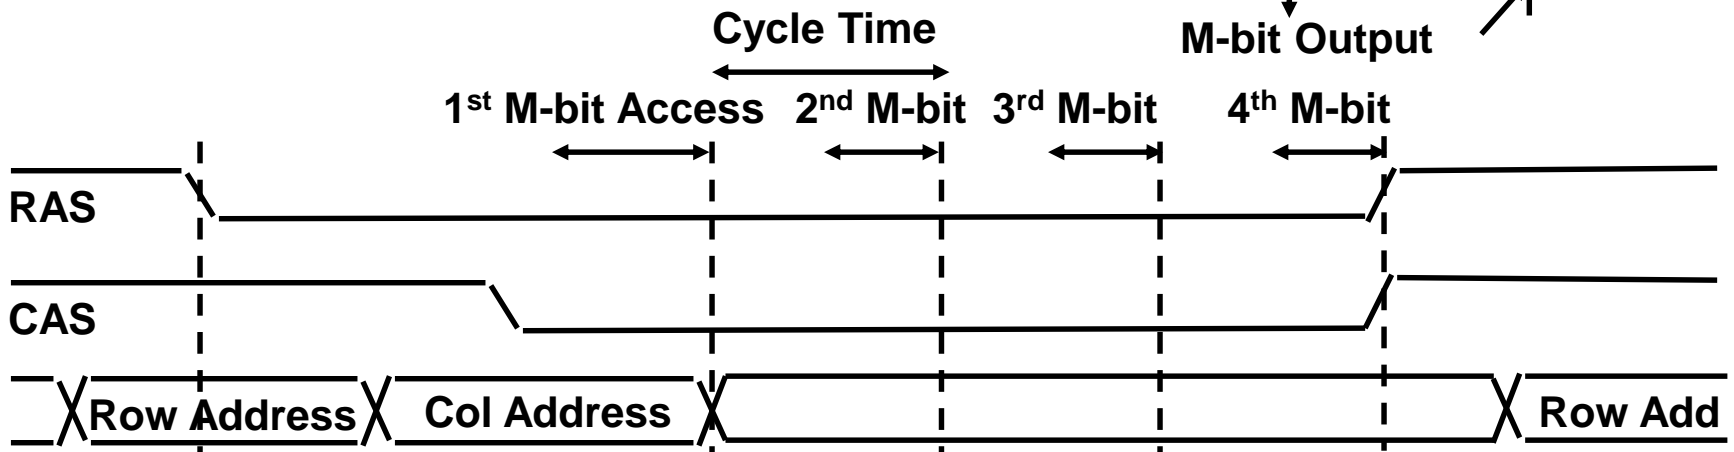 Cycle Time
M-bit Output
1st M-bit Access 2nd M-bit 3rd M-bit 4th M-bit
RAS
CAS
Row Address Col Address Row Add